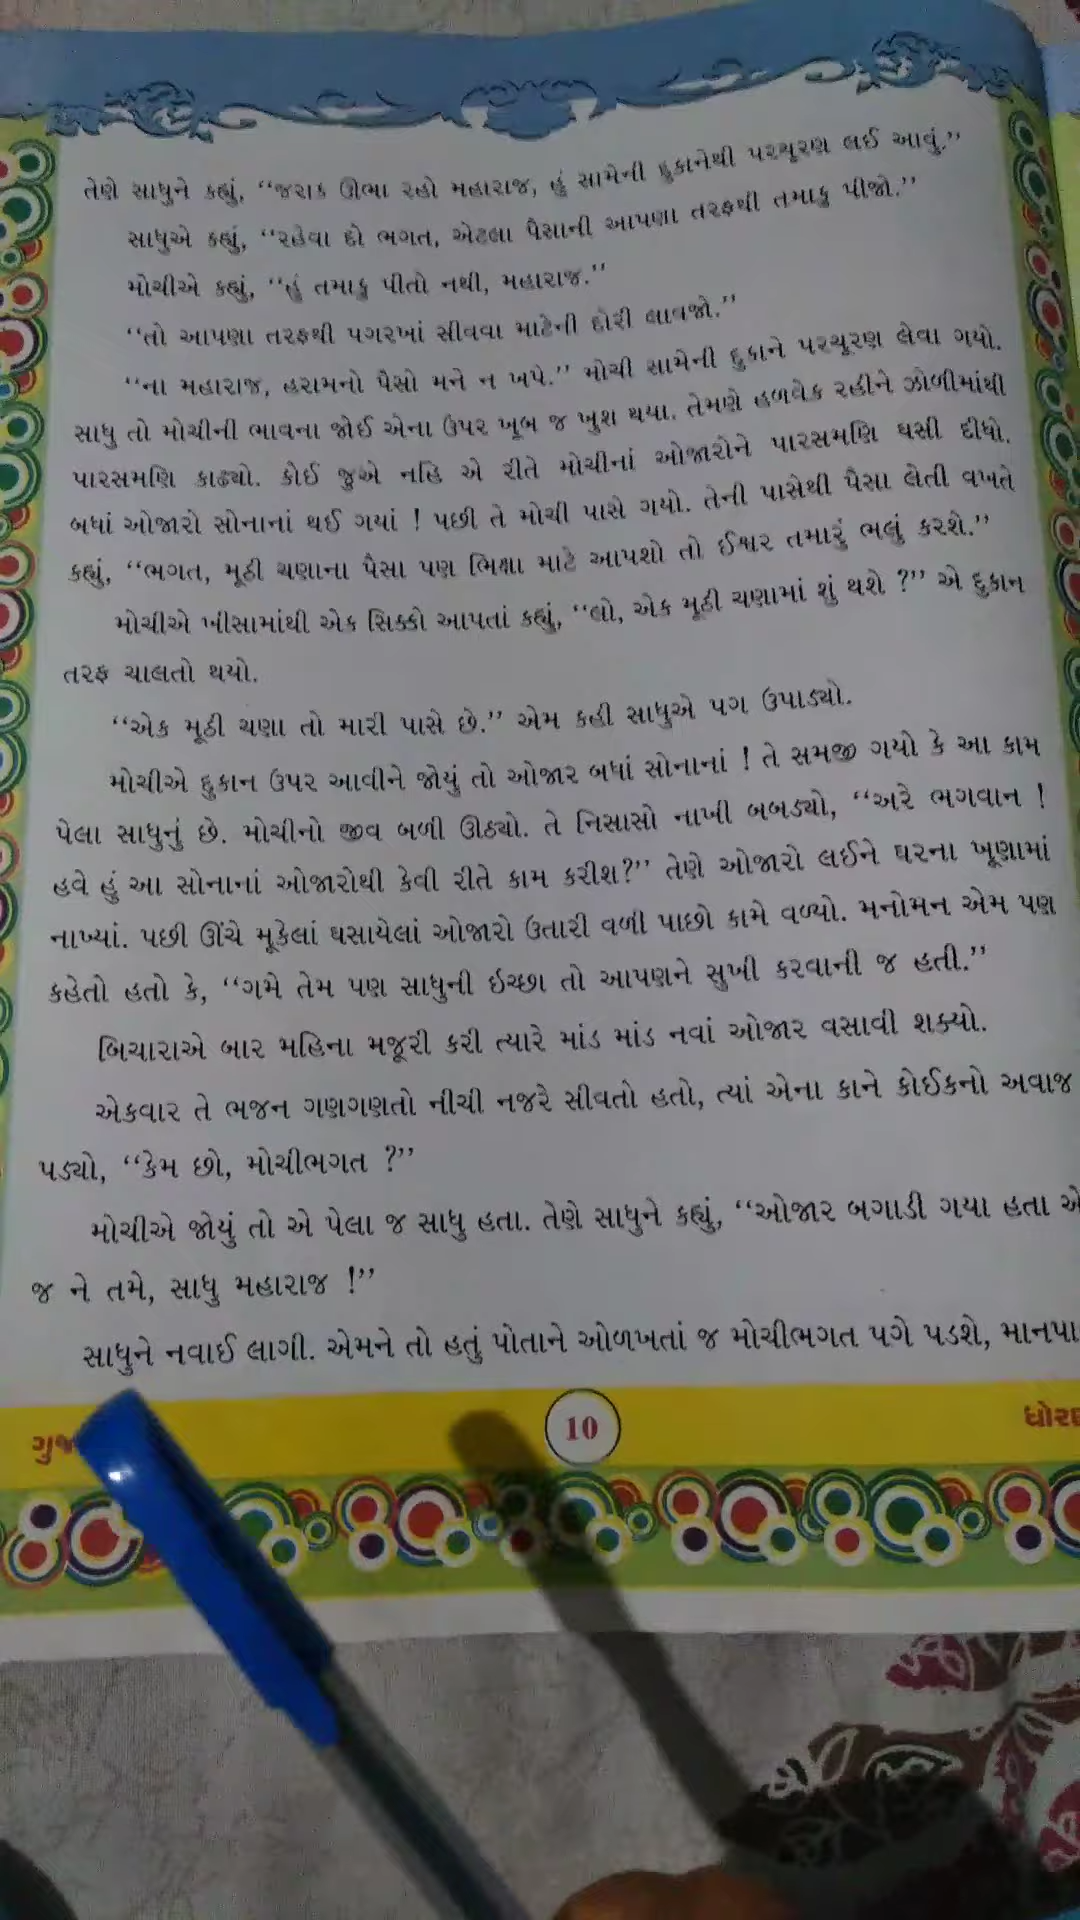 તેણે સાધુને કહ્યું, “જરાક ઊભા રહો મહારાજ, હું સામેની દુકાનેથી પરચૂરણ લઈ આવું.”
સાધુએ કહ્યું, “રહેવા દો ભગત, એટલા પૈસાની આપણા તરફથી તમાકુ પીજો.”
મોચીએ કહ્યું, “હું તમાકુ પીતો નથી, મહારાજ.”
“તો આપણા તરફથી પગરખાં સીવવા માટેની દોરી લાવજો.”
“ના મહારાજ, હરામનો પૈસો મને ન ખપે.” મોચી સામેની દુકાને પરચૂરણ લેવા ગયો.
સાધુ તો મોચીની ભાવના જોઈ એના ઉપર ખૂબ જ ખુશ થયા. તેમણે હળવેક રહીને ઝોળીમાંથી
પારસમણિ કાઢ્યો. કોઈ જુએ નહિ એ રીતે મોચીનાં ઓજારોને પારસમણિ ઘસી દીધો.
બધાં ઓજારો સોનાનાં થઈ ગયાં ! પછી તે મોચી પાસે ગયો. તેની પાસેથી પૈસા લેતી વખતે
કહ્યું, “ભગત, મૂઠી ચણાના પૈસા પણ ભિક્ષા માટે આપશો તો ઈશ્વર તમારું ભલું કરશે.”
મોચીએ ખીસામાંથી એક સિક્કો આપતાં કહ્યું, “લો, એક મૂઠી ચણામાં શું થશે ?” એ દુકાન
તરફ ચાલતો થયો.
“એક મૂઠી ચણા તો મારી પાસે છે.” એમ કહી સાધુએ પગ ઉપાડ્યો.
મોચીએ દુકાન ઉપર આવીને જોયું તો ઓજાર બધાં સોનાનાં ! તે સમજી ગયો કે આ કામ
પેલા સાધુનું છે. મોચીનો જીવ બળી ઊઠ્યો. તે નિસાસો નાખી બબડ્યો, “અરે ભગવાન !
હવે હું આ સોનાનાં ઓજારોથી કેવી રીતે કામ કરીશ?” તેણે ઓજારો લઈને ઘરના ખૂણામાં
નાખ્યાં. પછી ઊંચે મૂકેલાં ઘસાયેલાં ઓજારો ઉતારી વળી પાછો કામે વળ્યો. મનોમન એમ પણ
કહેતો હતો કે, “ગમે તેમ પણ સાધુની ઇચ્છા તો આપણને સુખી કરવાની જ હતી.”
બિચારાએ બાર મહિના મજૂરી કરી ત્યારે માંડ માંડ નવાં ઓજાર વસાવી શક્યો.
એકવાર તે ભજન ગણગણતો નીચી નજરે સીવતો હતો, ત્યાં એના કાને કોઈકનો અવાજ
પડ્યો, “કેમ છો, મોચીભગત ?”
મોચીએ જોયું તો એ પેલા જ સાધુ હતા. તેણે સાધુને કહ્યું, “ઓજાર બગાડી ગયા હતા એ
જ ને તમે, સાધુ મહારાજ !”
સાધુને નવાઈ લાગી. એમને તો હતું પોતાને ઓળખતાં જ મોચીભગત પગે પડશે, માનપા
10